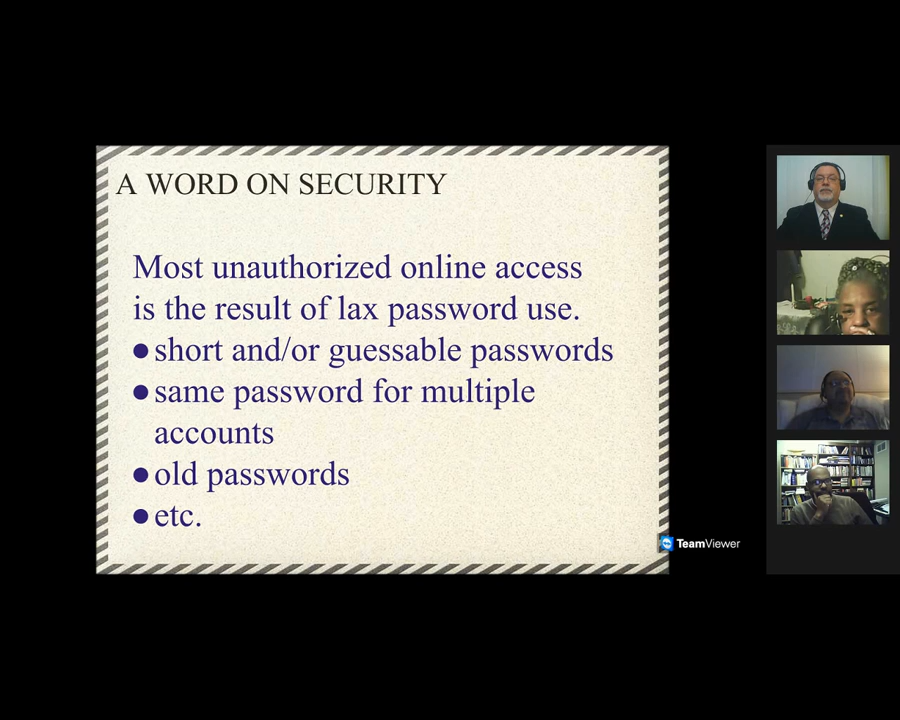 A WORD ON SECURITY
Most unauthorized online access
is the result of lax password use.
●short and/or guessable passwords
●same password for multiple
accounts
●old passwords
●etc.
TeamViewer